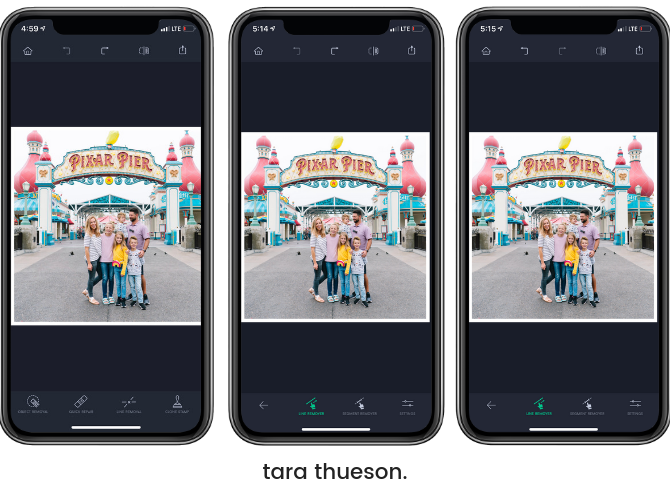 4:59
LTE
5:14
LTE
5:15
LTE
PIXAR PIER
PIXAR PIER
PIXAR PIER
OBJECT REMOVAL
QUICK REPAIR
LINE REMOVAL
CLONE STAMP
LINE REMOVER
SEGMENT REMOVER
SETTINGS
LINE REMOVER
SEGMENT REMOVER
SETTINGS
tara thueson.